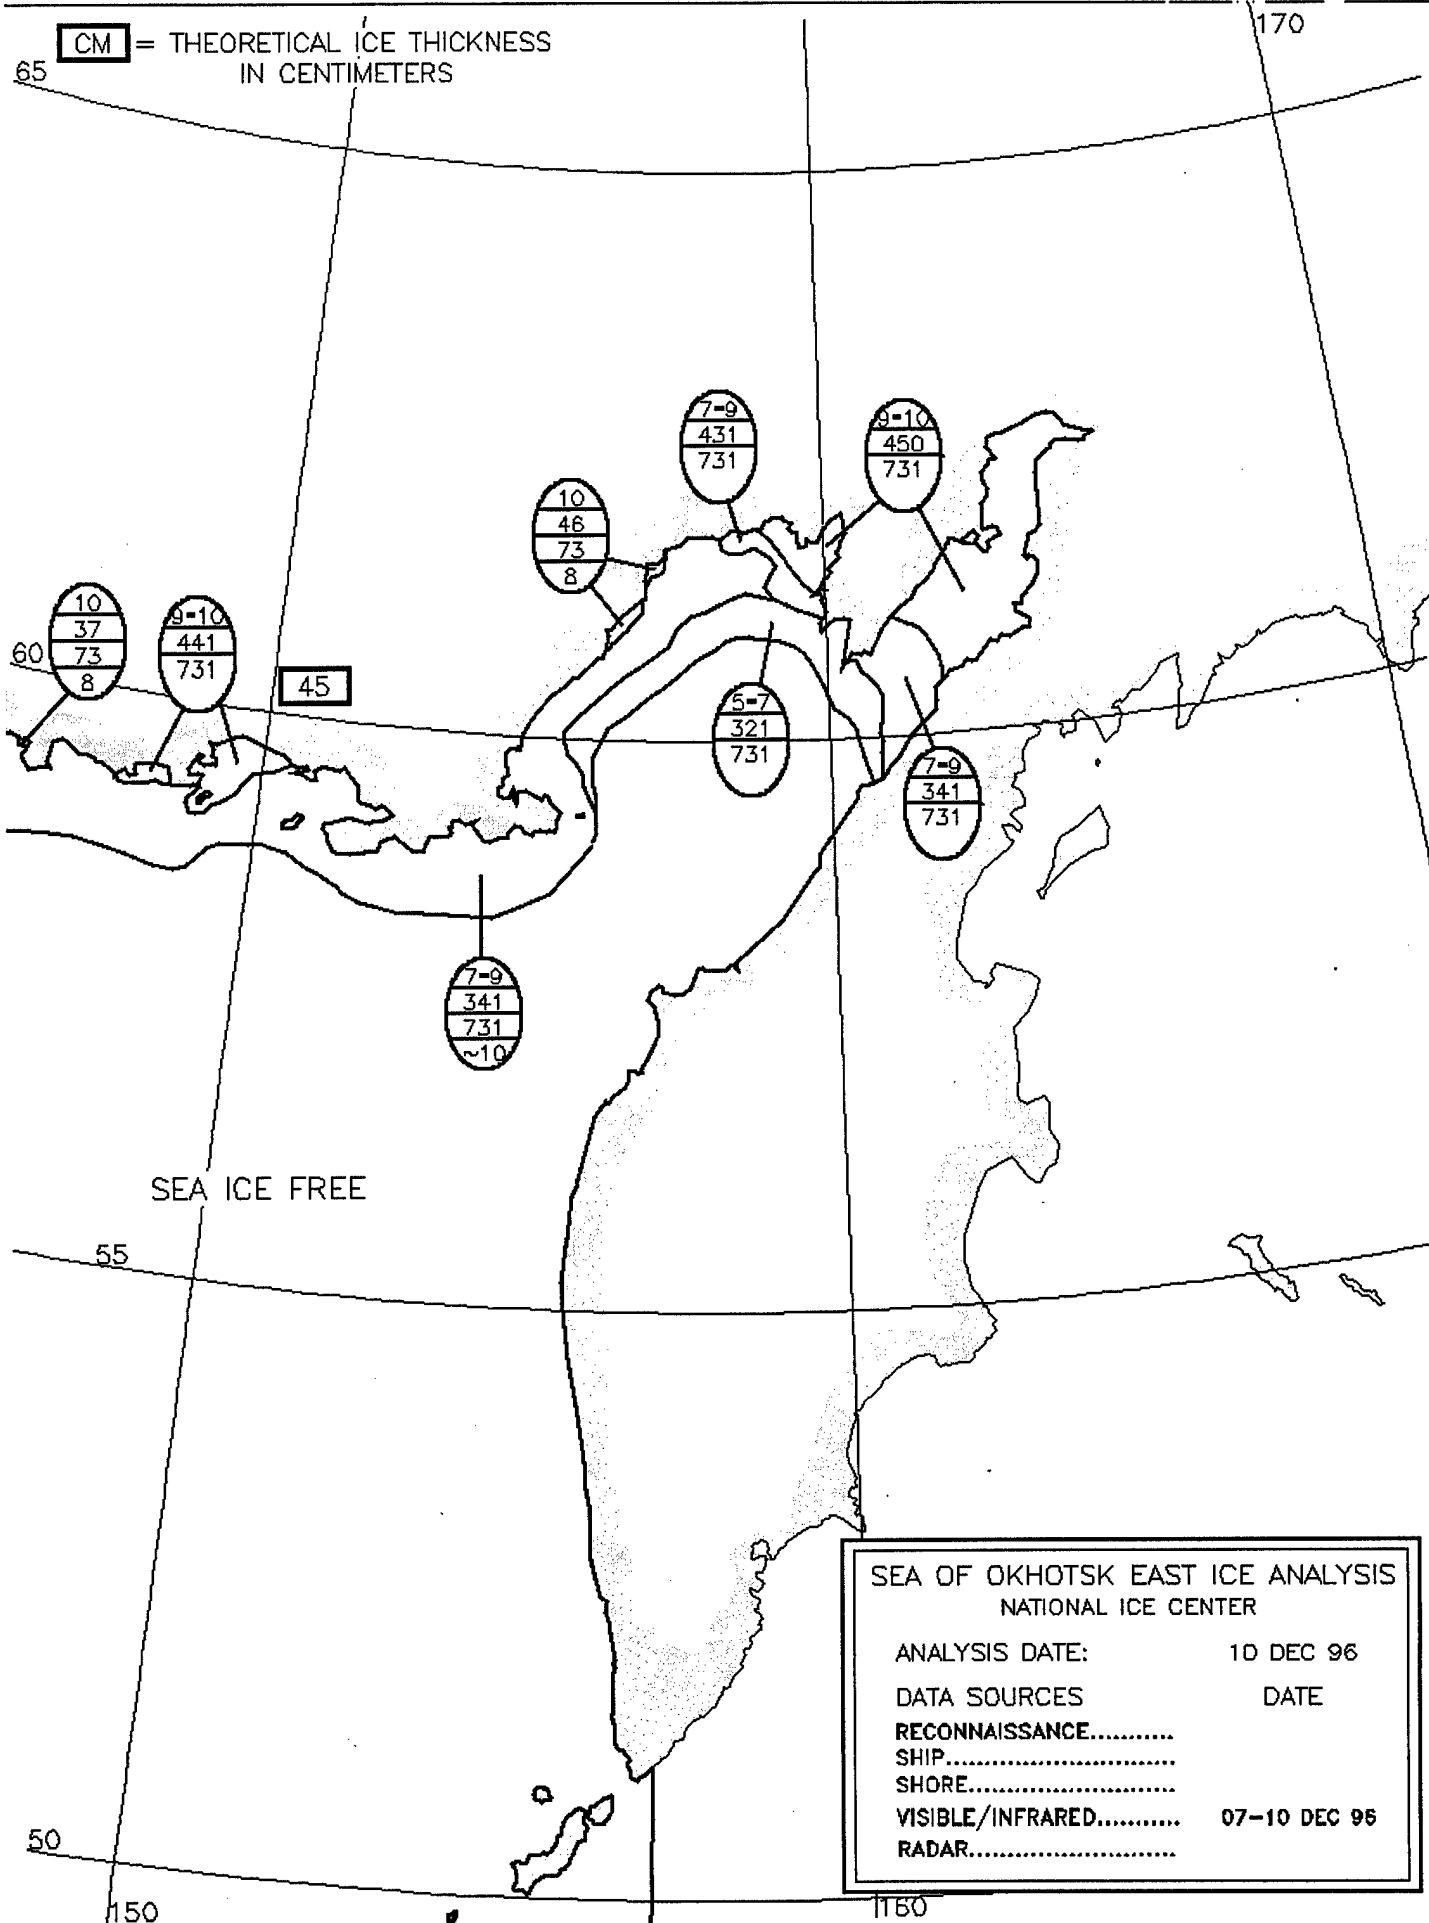 170
CM = THEORETICAL ICE THICKNESS
IN CENTIMETERS
65
7-9
431
731
9-10
450
731
10
46
73
8
10
37
73
8
9-10
441
731
60
45
5-7
321
731
7-9
341
731
7-9
341
731
~10
SEA ICE FREE
55
SEA OF OKHOTSK EAST ICE ANALYSIS
NATIONAL ICE CENTER
ANALYSIS DATE: 10 DEC 96
DATA SOURCES DATE
RECONNAISSANCE...........
SHIP............................
SHORE.........................
VISIBLE/INFRARED........... 07-10 DEC 96
RADAR.........................
50
150
160